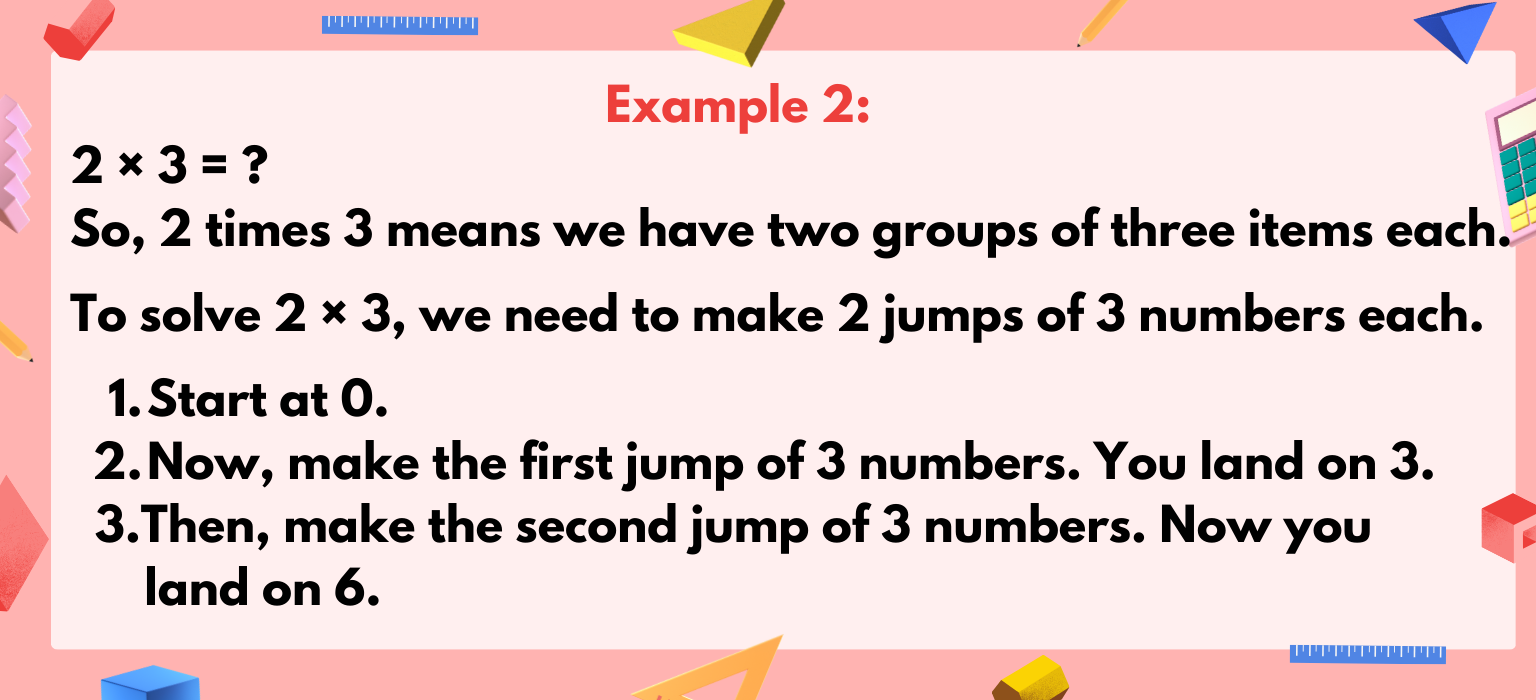 Example 2:
2 × 3 = ?
So, 2 times 3 means we have two groups of three items each.
To solve 2 × 3, we need to make 2 jumps of 3 numbers each.
1. Start at 0.
2. Now, make the first jump of 3 numbers. You land on 3.
3. Then, make the second jump of 3 numbers. Now you
land on 6.